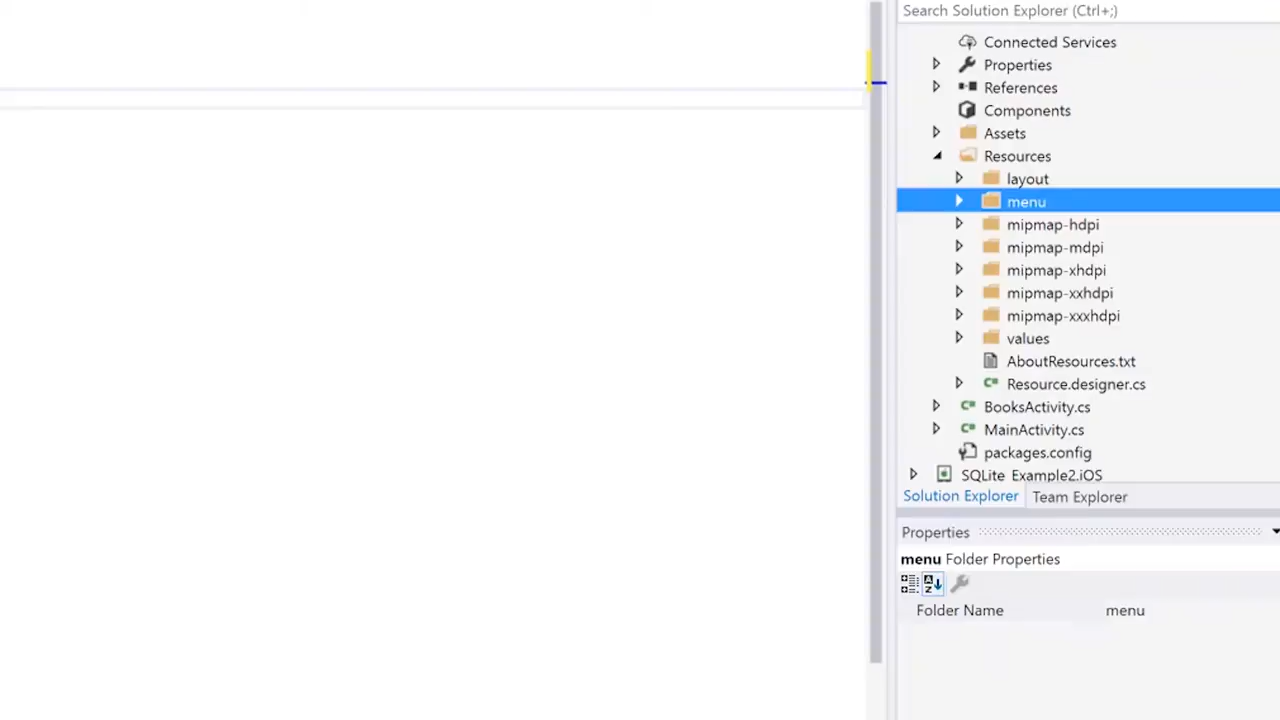 Search Solution Explorer (Ctrl+;)
Connected Services
Properties
References
Components
Assets
Resources
layout
menu
mipmap-hdpi
mipmap-mdpi
mipmap-xhdpi
mipmap-xxhdpi
mipmap-xxxhdpi
values
AboutResources.txt
Resource.designer.cs
BooksActivity.cs
MainActivity.cs
packages.config
SQLite_Example2.iOS
Solution Explorer Team Explorer
Properties
menu Folder Properties
Folder Name menu